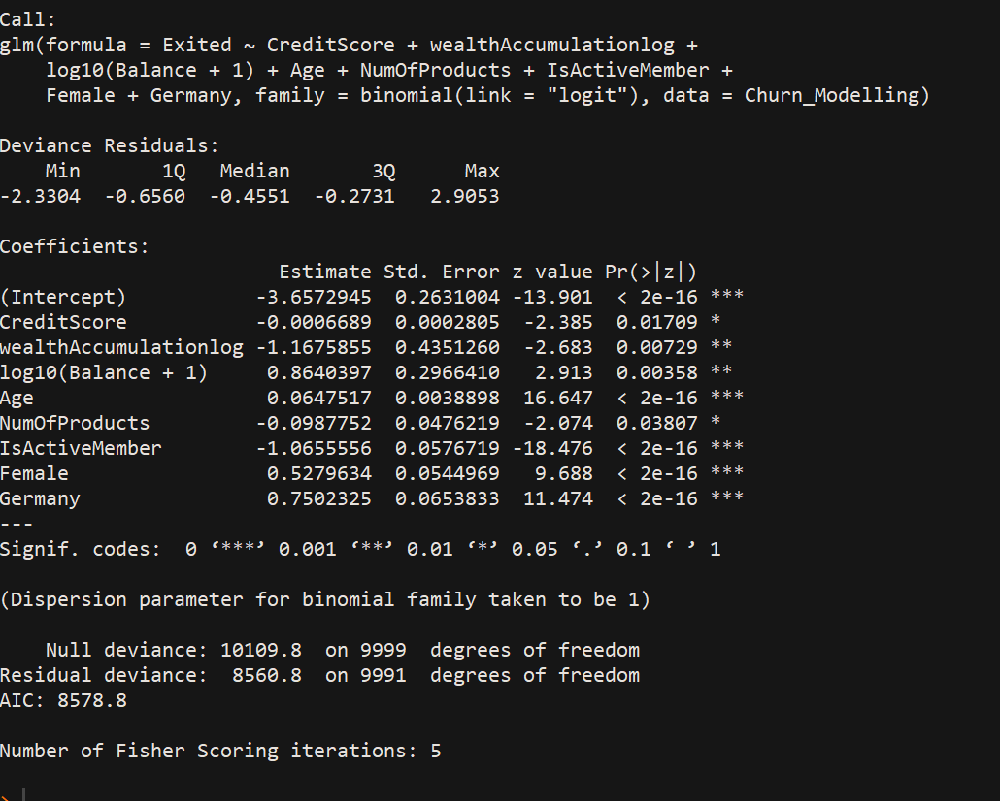 Call:
glm(formula = Exited ~ CreditScore + wealthAccumulationlog +
    log10(Balance + 1) + Age + NumOfProducts + IsActiveMember +
    Female + Germany, family = binomial(link = "logit"), data = Churn_Modelling)

Deviance Residuals:
    Min       1Q   Median       3Q      Max
-2.3304  -0.6560  -0.4551  -0.2731   2.9053

Coefficients:
                        Estimate Std. Error z value Pr(>|z|)
(Intercept)           -3.6572945  0.2631004 -13.901  < 2e-16 ***
CreditScore           -0.0006689  0.0002805  -2.385  0.01709 *
wealthAccumulationlog -1.1675855  0.4351260  -2.683  0.00729 **
log10(Balance + 1)     0.8640397  0.2966410   2.913  0.00358 **
Age                    0.0647517  0.0038898  16.647  < 2e-16 ***
NumOfProducts         -0.0987752  0.0476219  -2.074  0.03807 *
IsActiveMember        -1.0655556  0.0576719 -18.476  < 2e-16 ***
Female                 0.5279634  0.0544969   9.688  < 2e-16 ***
Germany                0.7502325  0.0653833  11.474  < 2e-16 ***
---
Signif. codes:  0 ‘***’ 0.001 ‘**’ 0.01 ‘*’ 0.05 ‘.’ 0.1 ‘ ’ 1

(Dispersion parameter for binomial family taken to be 1)

    Null deviance: 10109.8  on 9999  degrees of freedom
Residual deviance:  8560.8  on 9991  degrees of freedom
AIC: 8578.8

Number of Fisher Scoring iterations: 5

>